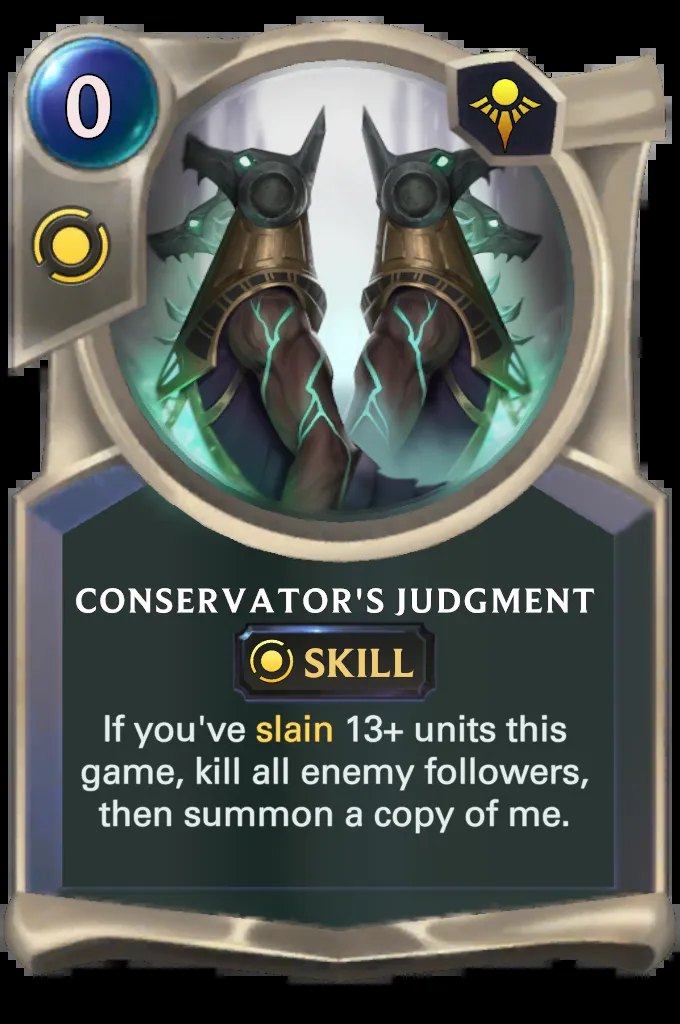 0
CONSERVATOR'S JUDGMENT
SKILL
If you've slain 13+ units this
game, kill all enemy followers,
then summon a copy of me.